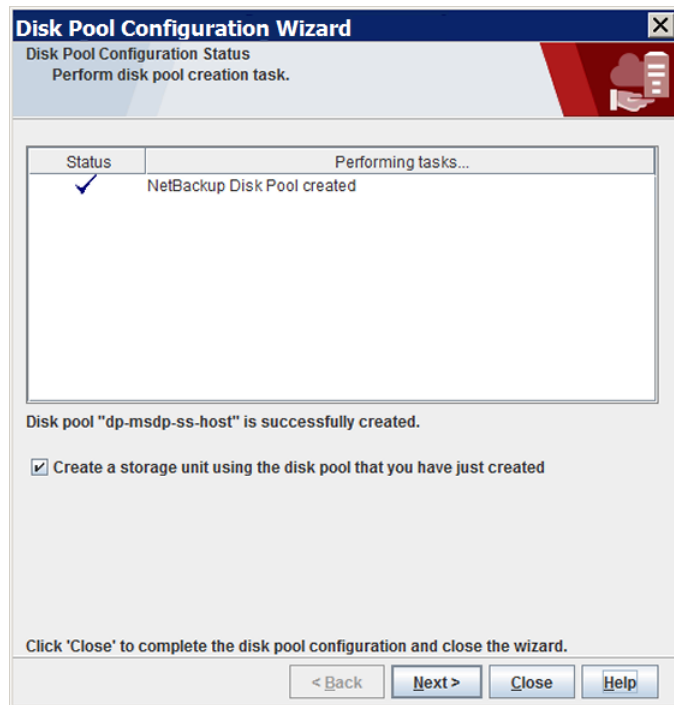 Disk Pool Configuration Wizard
Disk Pool Configuration Status
Perform disk pool creation task.
Status Performing tasks...
NetBackup Disk Pool created
Disk pool "dp-msdp-ss-host" is successfully created.
Create a storage unit using the disk pool that you have just created
Click 'Close' to complete the disk pool configuration and close the wizard.
< Back Next > Close Help